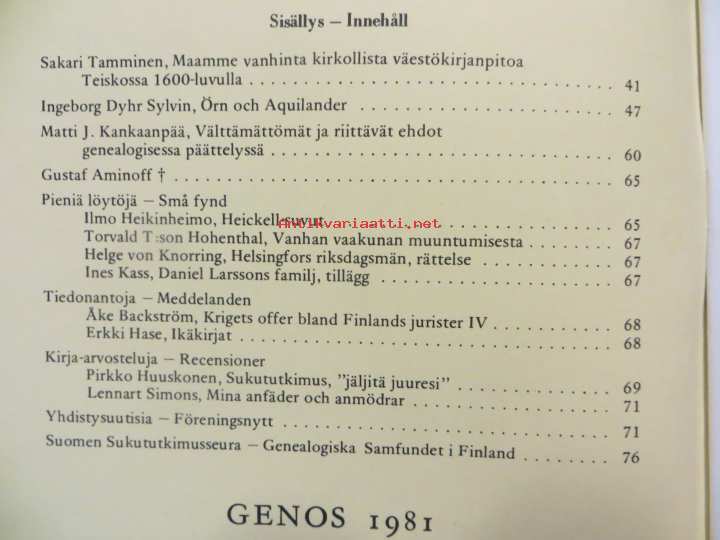 Sisällys – Innehåll
Sakari Tamminen, Maamme vanhinta kirkollista väestökirjanpitoa
Teiskossa 1600-luvulla . . . . . . . . . . . . . . . . . . . . . . . . . . . . 41
Ingeborg Dyhr Sylvin, Örn och Aquilander . . . . . . . . . . . . . . . . . . . . 47
Matti J. Kankaanpää, Välttämättömät ja riittävät ehdot
genealogisessa päättelyssä . . . . . . . . . . . . . . . . . . . . . . . . . . 60
Gustaf Aminoff † . . . . . . . . . . . . . . . . . . . . . . . . . . . . . . . . . . 65
Pieniä löytöjä – Små fynd
Ilmo Heikinheimo, Heickell-suvut . . . . . . . . . . . . . . . . . . . . . . 65
antikvariaatti.net
Torvald T:son Hohenthal, Vanhan vaakunan muuntumisesta . . . . . . . . 67
Helge von Knorring, Helsingfors riksdagsmän, rättelse . . . . . . . . . . 67
Ines Kass, Daniel Larssons familj, tillägg . . . . . . . . . . . . . . . . . . 67
Tiedonantoja – Meddelanden
Åke Backström, Krigets offer bland Finlands jurister IV . . . . . . . . . . 68
Erkki Hase, Ikäkirjat . . . . . . . . . . . . . . . . . . . . . . . . . . . . . . 68
Kirja-arvosteluja – Recensioner
Pirkko Huuskonen, Sukututkimus, ”jäljitä juuresi” . . . . . . . . . . . . . 69
Lennart Simons, Mina anfäder och anmödrar . . . . . . . . . . . . . . . . 71
Yhdistysuutisia – Föreningsnytt . . . . . . . . . . . . . . . . . . . . . . . . . . 71
Suomen Sukututkimusseura – Genealogiska Samfundet i Finland . . . . . . . . 76
GENOS 1981